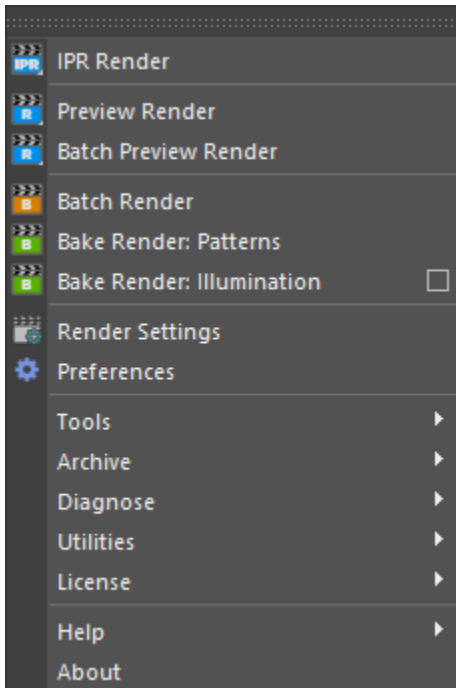 IPR IPR Render
R Preview Render
R Batch Preview Render
B Batch Render
B Bake Render: Patterns
B Bake Render: Illumination
Render Settings
Preferences
Tools
Archive
Diagnose
Utilities
License
Help
About